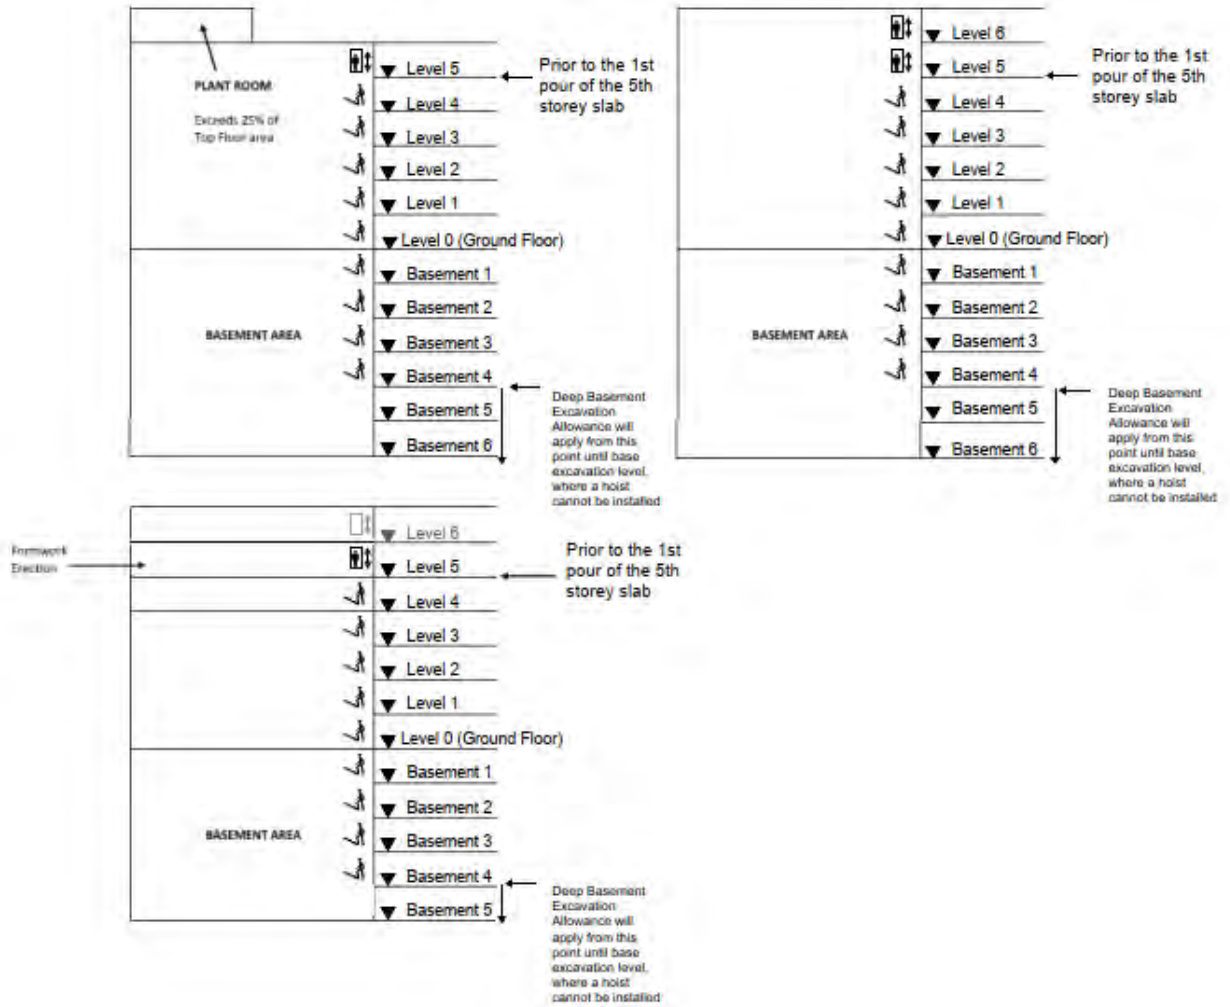 PLANT ROOM
Exceeds 25% of
Top Floor area
Level 5
Level 4
Level 3
Level 2
Level 1
Level 0 (Ground Floor)
Basement 1
Basement 2
Basement 3
Basement 4
Basement 5
Basement 6
BASEMENT AREA
Prior to the 1st
pour of the 5th
storey slab
Deep Basement
Excavation
Allowance will
apply from this
point until base
excavation level,
where a hoist
cannot be installed
Level 6
Level 5
Level 4
Level 3
Level 2
Level 1
Level 0 (Ground Floor)
Basement 1
Basement 2
Basement 3
Basement 4
Basement 5
Basement 6
BASEMENT AREA
Prior to the 1st
pour of the 5th
storey slab
Deep Basement
Excavation
Allowance will
apply from this
point until base
excavation level,
where a hoist
cannot be installed
Formwork
Erection
Level 6
Level 5
Level 4
Level 3
Level 2
Level 1
Level 0 (Ground Floor)
Basement 1
Basement 2
Basement 3
Basement 4
Basement 5
BASEMENT AREA
Prior to the 1st
pour of the 5th
storey slab
Deep Basement
Excavation
Allowance will
apply from this
point until base
excavation level,
where a hoist
cannot be installed